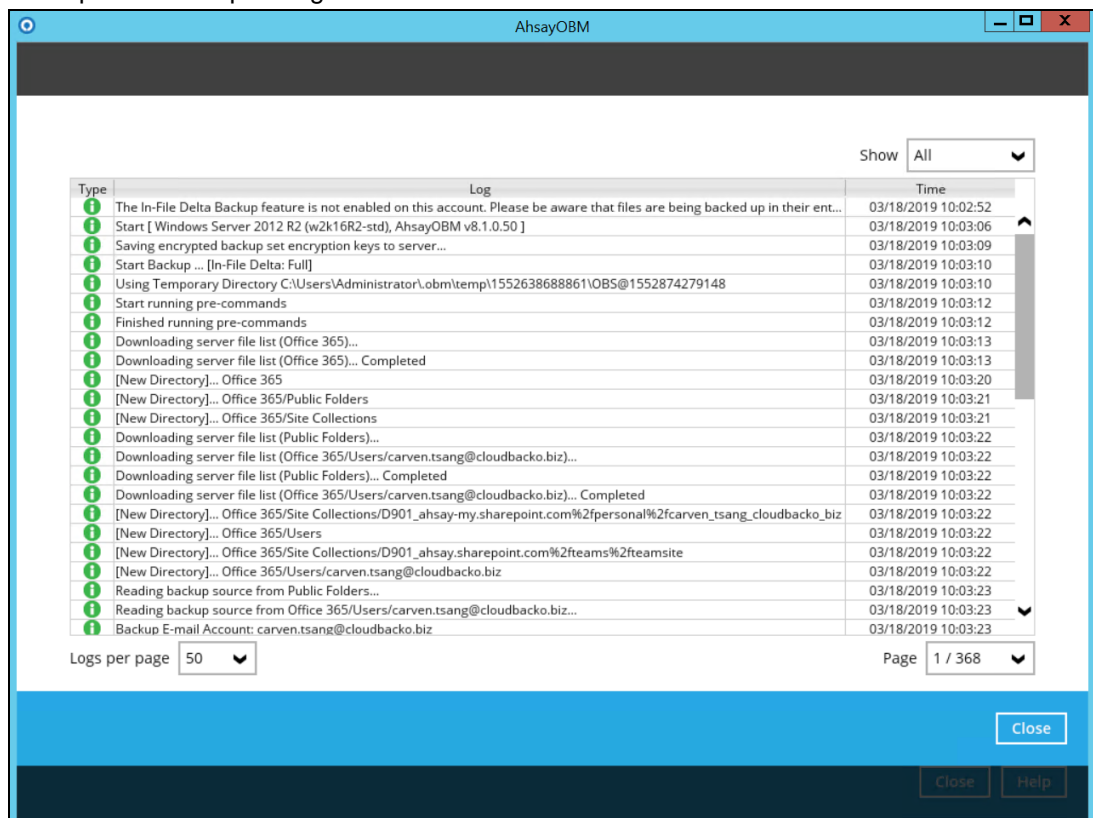 AhsayOBM
Show All
Type Log Time
The In-File Delta Backup feature is not enabled on this account. Please be aware that files are being backed up in their ent... 03/18/2019 10:02:52
Start [ Windows Server 2012 R2 (w2k16R2-std), AhsayOBM v8.1.0.50 ] 03/18/2019 10:03:06
Saving encrypted backup set encryption keys to server... 03/18/2019 10:03:09
Start Backup ... [In-File Delta: Full] 03/18/2019 10:03:10
Using Temporary Directory C:\Users\Administrator\.obm\temp\1552638688861\OBS@1552874279148 03/18/2019 10:03:10
Start running pre-commands 03/18/2019 10:03:12
Finished running pre-commands 03/18/2019 10:03:12
Downloading server file list (Office 365)... 03/18/2019 10:03:13
Downloading server file list (Office 365)... Completed 03/18/2019 10:03:13
[New Directory]... Office 365 03/18/2019 10:03:20
[New Directory]... Office 365/Public Folders 03/18/2019 10:03:21
[New Directory]... Office 365/Site Collections 03/18/2019 10:03:21
Downloading server file list (Public Folders)... 03/18/2019 10:03:22
Downloading server file list (Office 365/Users/carven.tsang@cloudbacko.biz)... 03/18/2019 10:03:22
Downloading server file list (Public Folders)... Completed 03/18/2019 10:03:22
Downloading server file list (Office 365/Users/carven.tsang@cloudbacko.biz)... Completed 03/18/2019 10:03:22
[New Directory]... Office 365/Site Collections/D901_ahsay-my.sharepoint.com%2fpersonal%2fcarven_tsang_cloudbacko_biz 03/18/2019 10:03:22
[New Directory]... Office 365/Users 03/18/2019 10:03:22
[New Directory]... Office 365/Site Collections/D901_ahsay.sharepoint.com%2fteams%2fteamsite 03/18/2019 10:03:22
[New Directory]... Office 365/Users/carven.tsang@cloudbacko.biz 03/18/2019 10:03:22
Reading backup source from Public Folders... 03/18/2019 10:03:23
Reading backup source from Office 365/Users/carven.tsang@cloudbacko.biz... 03/18/2019 10:03:23
Backup E-mail Account: carven.tsang@cloudbacko.biz 03/18/2019 10:03:23
Logs per page 50 Page 1 / 368
Close
Close Help